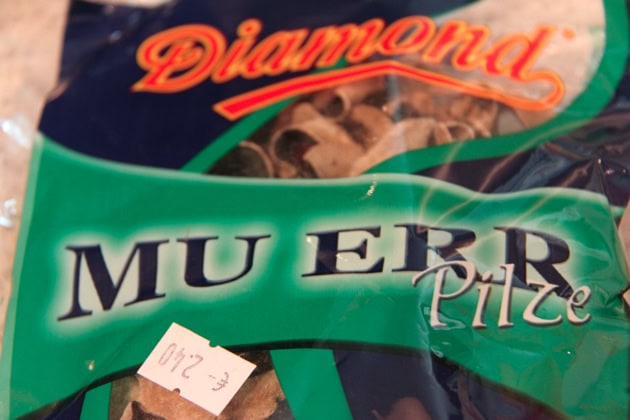 Diamond
MU ERR
Pilze
€- 2.40